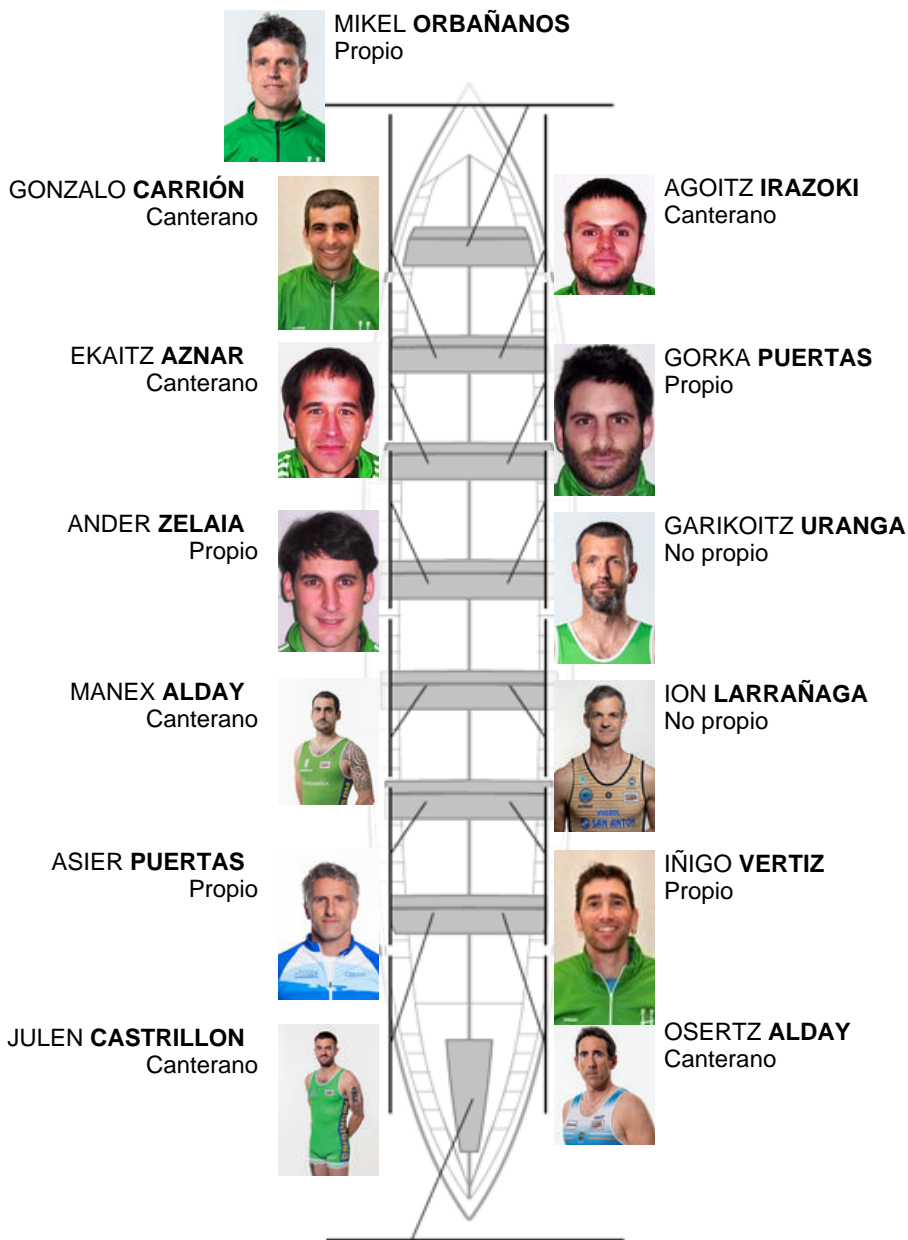 MIKEL ORBAÑANOS
Propio
GONZALO CARRIÓN
Canterano
AGOITZ IRAZOKI
Canterano
EKAITZ AZNAR
Canterano
GORKA PUERTAS
Propio
ANDER ZELAIA
Propio
GARIKOITZ URANGA
No propio
MANEX ALDAY
Canterano
ION LARRAÑAGA
No propio
SAN ANTON
ASIER PUERTAS
Propio
IÑIGO VERTIZ
Propio
JULEN CASTRILLON
Canterano
OSERTZ ALDAY
Canterano